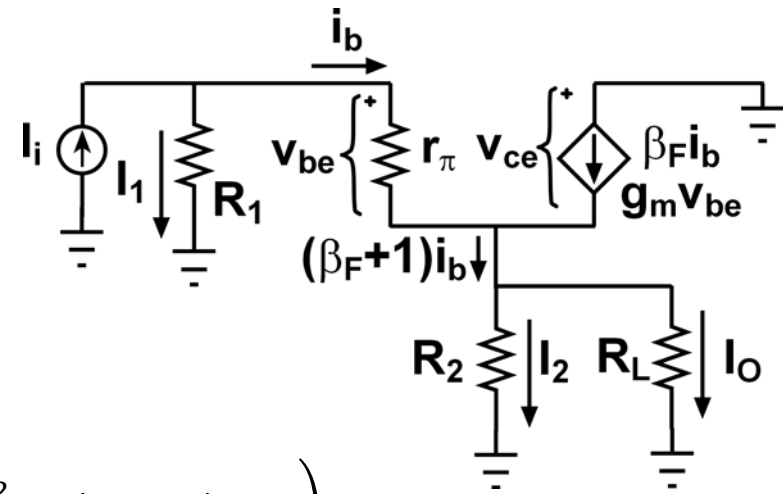 i_b
I_i
I_1
R_1
v_be
r_π
v_ce
β_F i_b
g_m v_be
(β_F+1)i_b
R_2
I_2
R_L
I_O
)